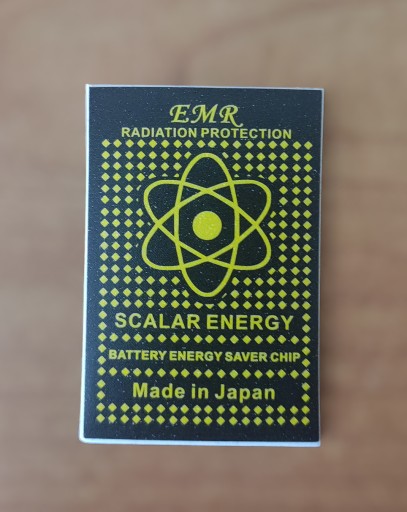 EMR
RADIATION PROTECTION
SCALAR ENERGY
BATTERY ENERGY SAVER CHIP
Made in Japan